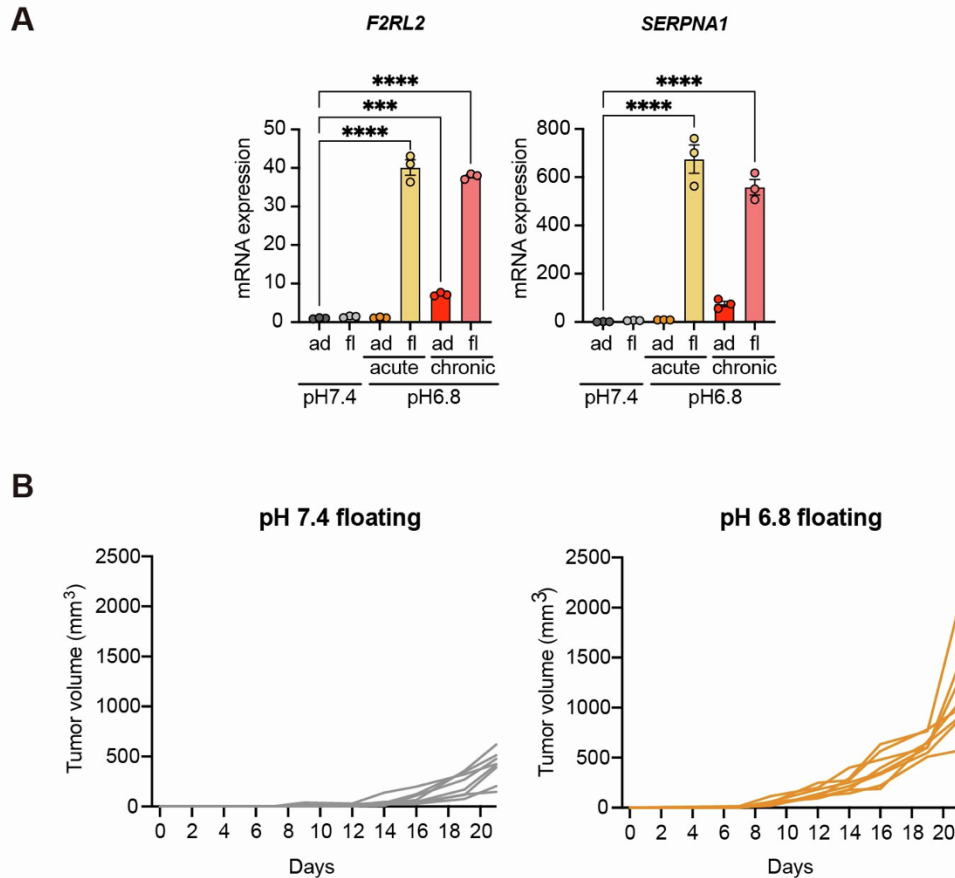 A
F2RL2
SERPNA1
****
***
****
****
****
mRNA expression
50
40
30
20
10
0
ad fl ad fl ad fl
acute chronic
pH7.4 pH6.8
mRNA expression
800
600
400
200
0
ad fl ad fl ad fl
acute chronic
pH7.4 pH6.8
B
pH 7.4 floating
Tumor volume (mm³)
2500
2000
1500
1000
500
0
0 2 4 6 8 10 12 14 16 18 20
Days
pH 6.8 floating
Tumor volume (mm³)
2500
2000
1500
1000
500
0
0 2 4 6 8 10 12 14 16 18 20
Days